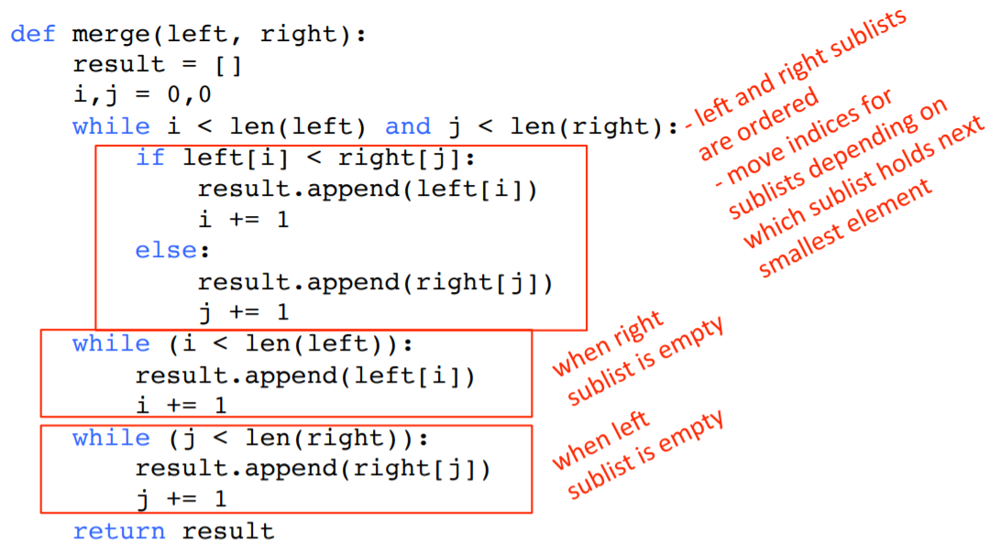 def merge(left, right):
    result = []
    i,j = 0,0
    while i < len(left) and j < len(right):
        if left[i] < right[j]:
            result.append(left[i])
            i += 1
        else:
            result.append(right[j])
            j += 1
    while (i < len(left)):
        result.append(left[i])
        i += 1
    while (j < len(right)):
        result.append(right[j])
        j += 1
    return result
- left and right sublists
are ordered
- move indices for
sublists depending on
which sublist holds next
smallest element
when right
sublist is empty
when left
sublist is empty